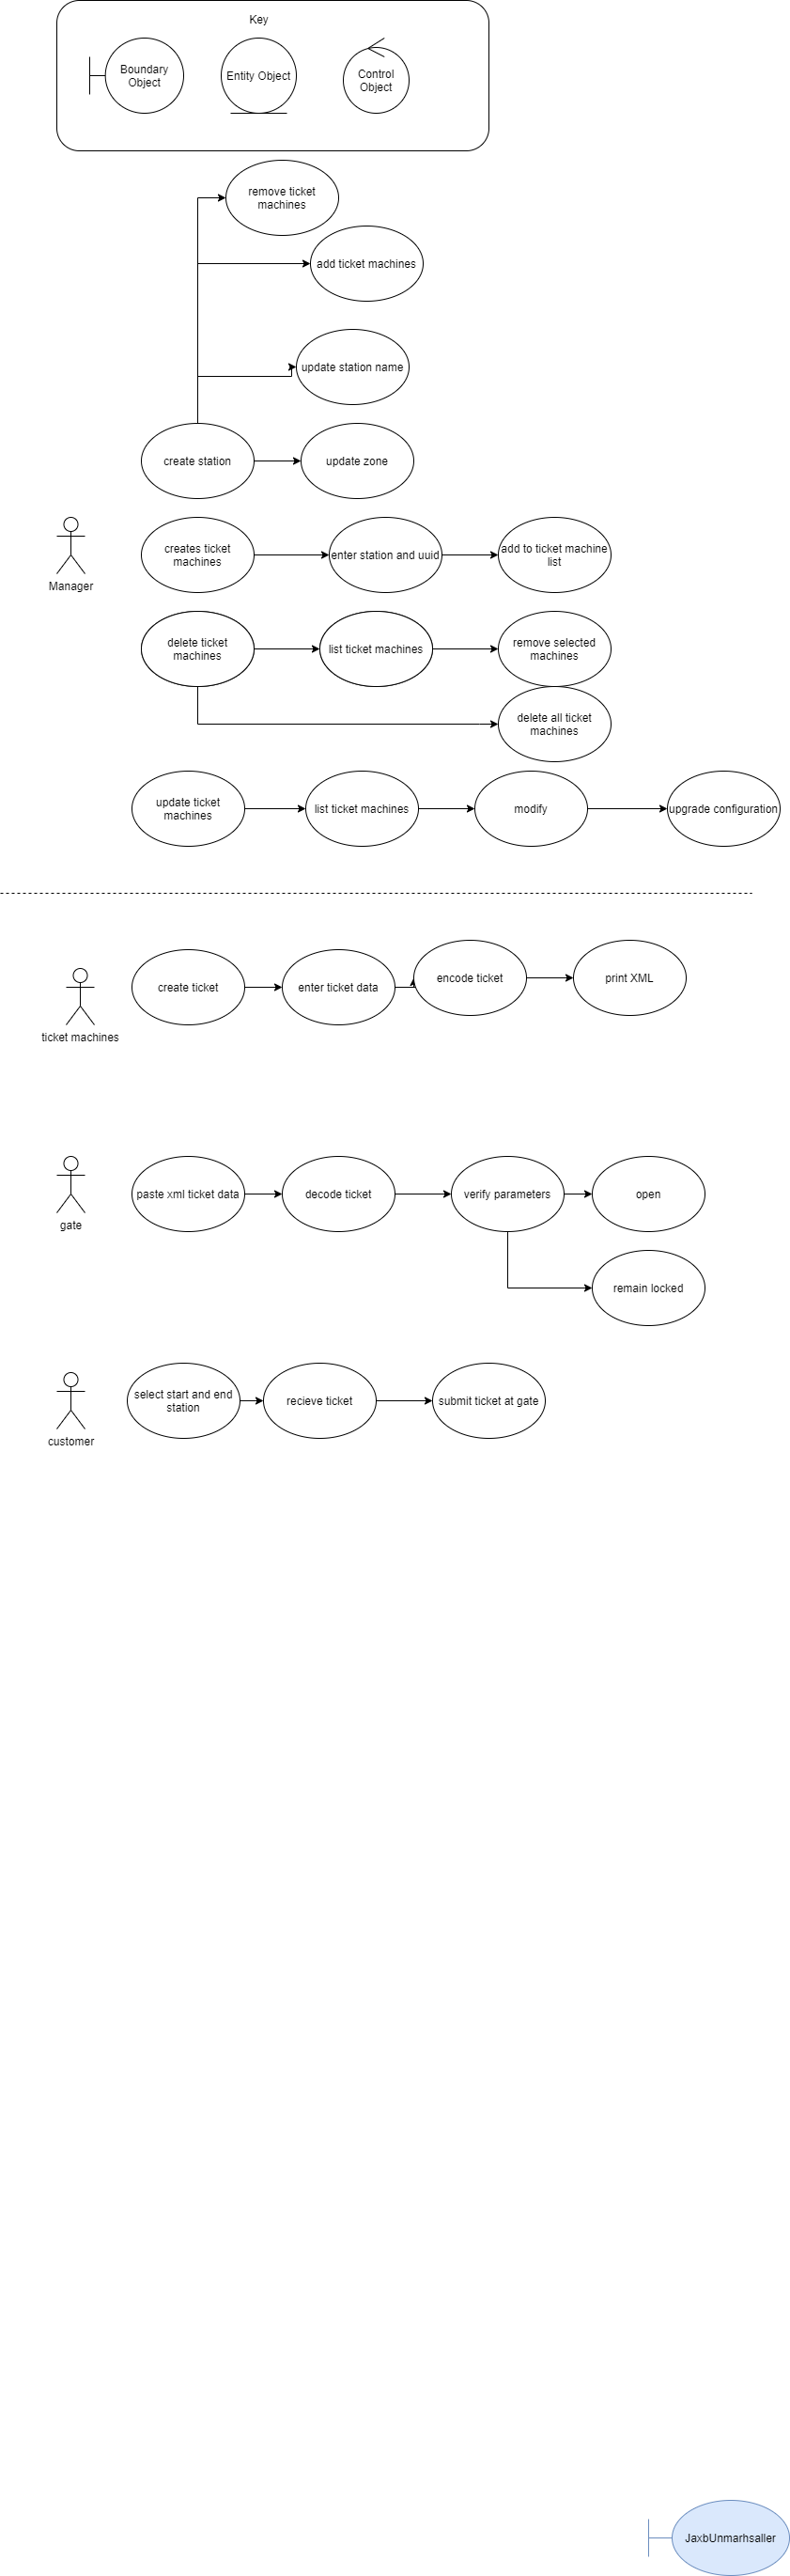 Key
Boundary
Object
Entity Object
Control
Object
remove ticket
machines
add ticket machines
update station name
create station
update zone
Manager
creates ticket
machines
enter station and uuid
add to ticket machine
list
delete ticket
machines
list ticket machines
remove selected
machines
delete all ticket
machines
update ticket
machines
list ticket machines
modify
upgrade configuration
ticket machines
create ticket
enter ticket data
encode ticket
print XML
gate
paste xml ticket data
decode ticket
verify parameters
open
remain locked
customer
select start and end
station
recieve ticket
submit ticket at gate
JaxbUnmarhsaller